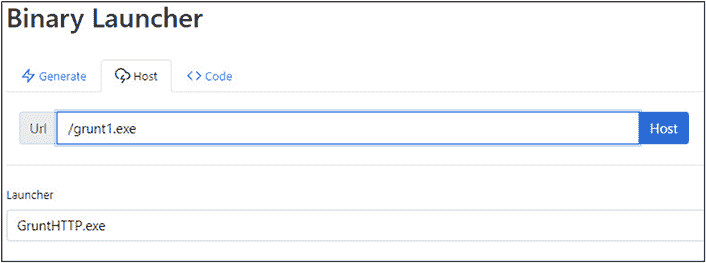 Binary Launcher
Generate Host <> Code
Url /grunt1.exe Host
Launcher
GruntHTTP.exe